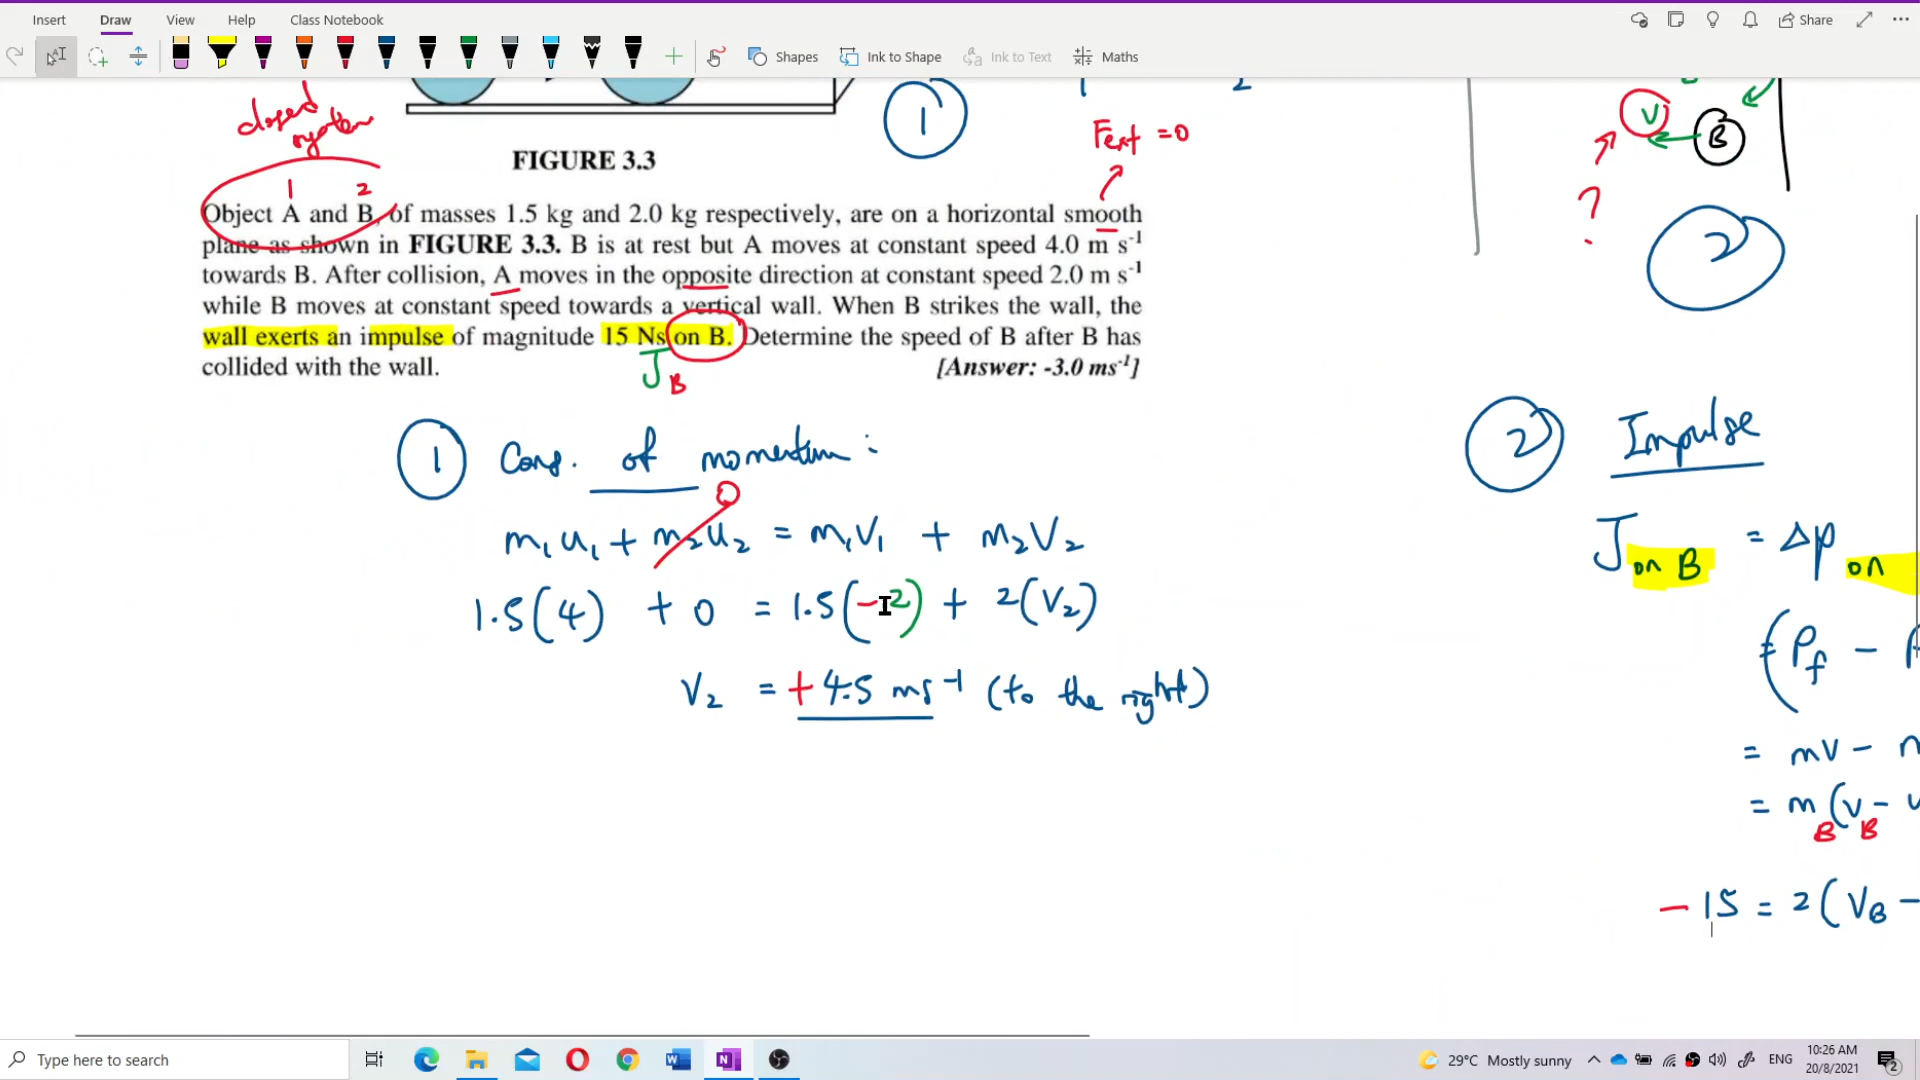 Insert Draw View Help Class Notebook Share
Shapes Ink to Shape Ink to Text Maths
closed
system
1
1 2
Fext = 0
V
B
?
2
FIGURE 3.3
1 2
Object A and B, of masses 1.5 kg and 2.0 kg respectively, are on a horizontal smooth
plane as shown in FIGURE 3.3. B is at rest but A moves at constant speed 4.0 m s⁻¹
towards B. After collision, A moves in the opposite direction at constant speed 2.0 m s⁻¹
while B moves at constant speed towards a vertical wall. When B strikes the wall, the
wall exerts an impulse of magnitude 15 Ns on B. Determine the speed of B after B has
collided with the wall. [Answer: -3.0 ms⁻¹]
J B
1 Cons. of momentum :
0
m₁u₁ + m₂u₂ = m₁V₁ + m₂V₂
1.5(4) + 0 = 1.5(-2) + 2(V₂)
V₂ = +4.5 ms⁻¹ (to the right)
2 Impulse
J on B = Δp on
= (Pf -
= mv -
= m (v -
B B
- 15 = 2 (VB -
Type here to search
29°C Mostly sunny ENG 10:26 AM
20/8/2021
2